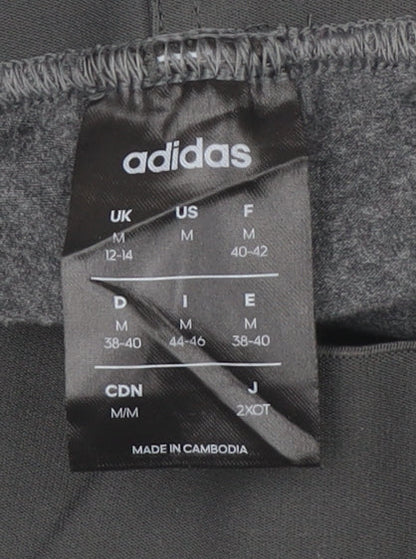 adidas
UK US F
M M M
12-14 40-42
D I E
M M M
38-40 44-46 38-40
CDN J
M/M 2XOT
MADE IN CAMBODIA